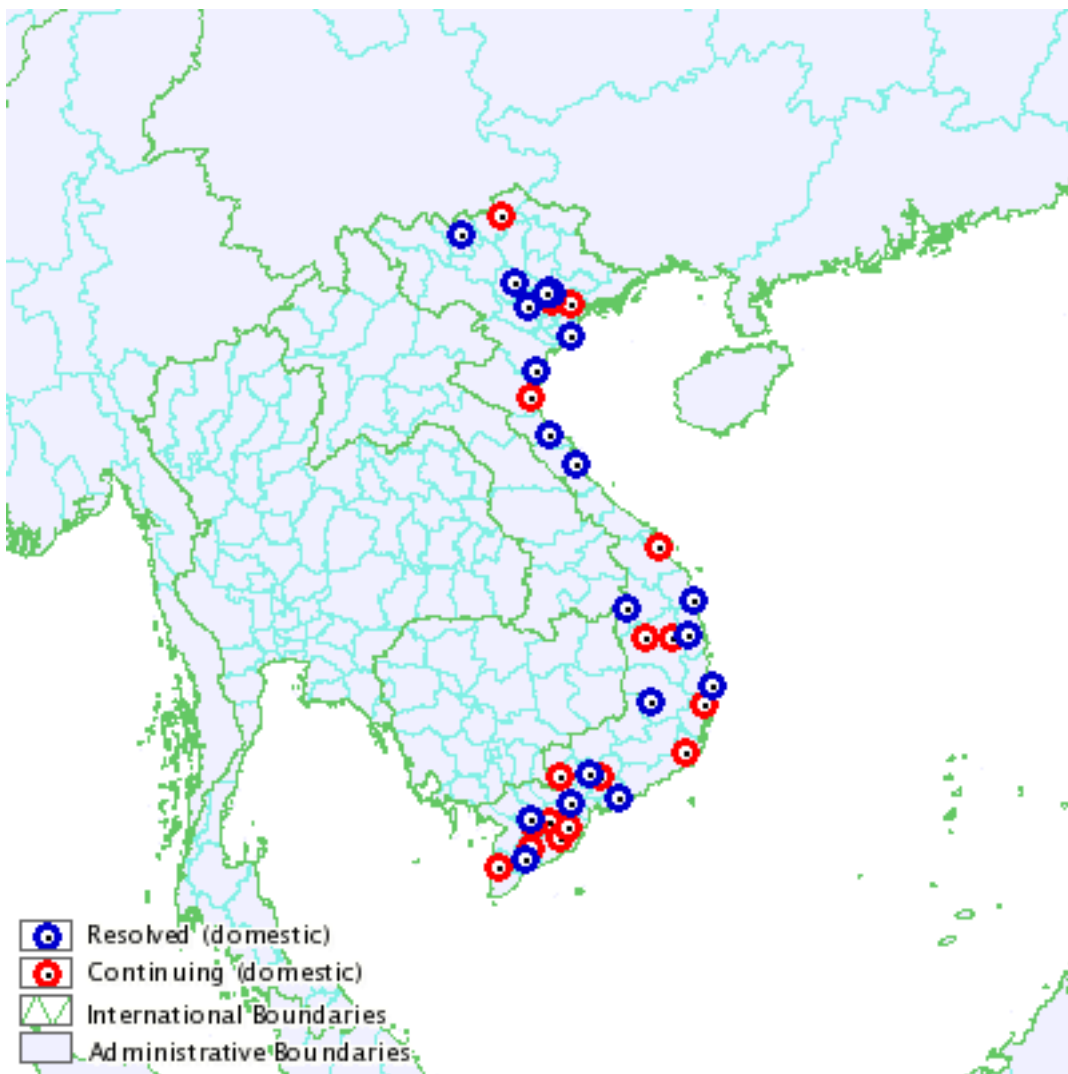 Resolved (domestic)
Continuing (domestic)
International Boundaries
Administrative Boundaries